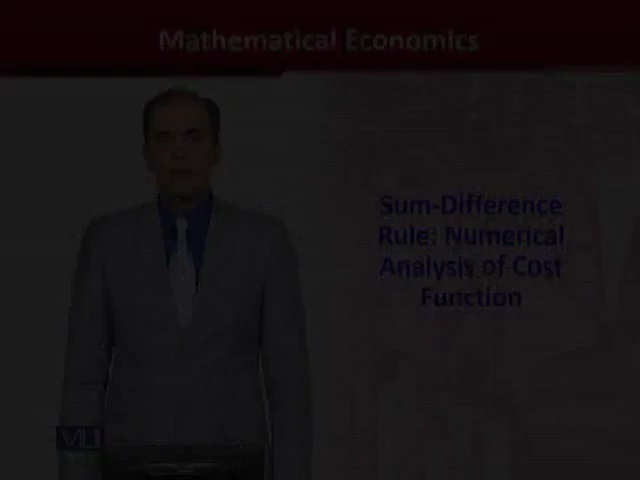 Mathematical Economics
Sum-Difference
Rule: Numerical
Analysis of Cost
Function